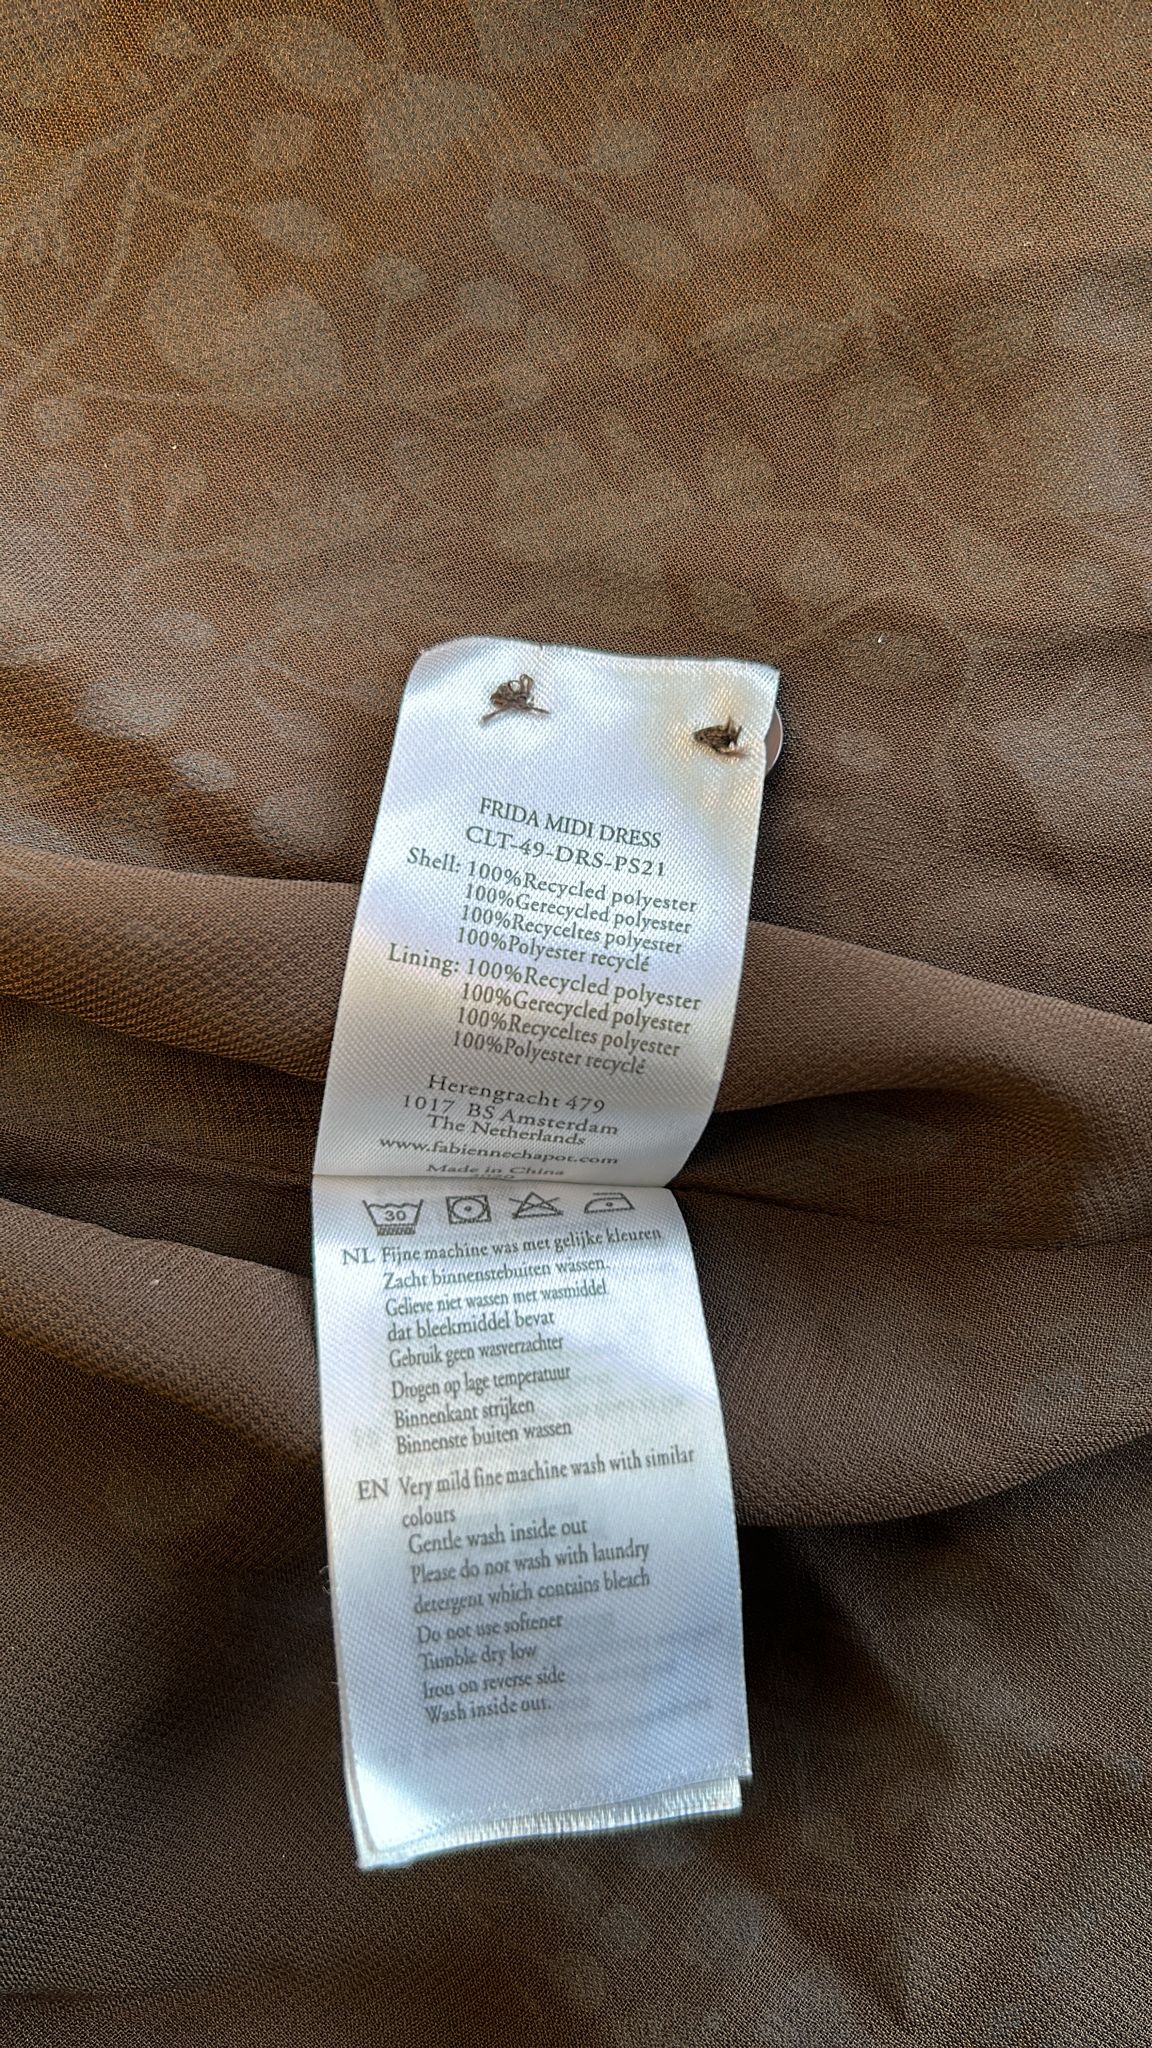 FRIDA MIDI DRESS
CLT-49-DRS-PS21
Shell: 100%Recycled polyester
100%Gerecycled polyester
100%Recyceltes polyester
100%Polyester recyclé
Lining: 100%Recycled polyester
100%Gerecycled polyester
100%Recyceltes polyester
100%Polyester recyclé
Herengracht 479
1017 BS Amsterdam
The Netherlands
www.fabiennechapot.com
Made in China
30
NL Fijne machine was met gelijke kleuren
Zacht binnenstebuiten wassen.
Gelieve niet wassen met wasmiddel
dat bleekmiddel bevat
Gebruik geen wasverzachter
Drogen op lage temperatuur
Binnenkant strijken
Binnenste buiten wassen
EN Very mild fine machine wash with similar
colours
Gentle wash inside out
Please do not wash with laundry
detergent which contains bleach
Do not use softener
Tumble dry low
Iron on reverse side
Wash inside out.